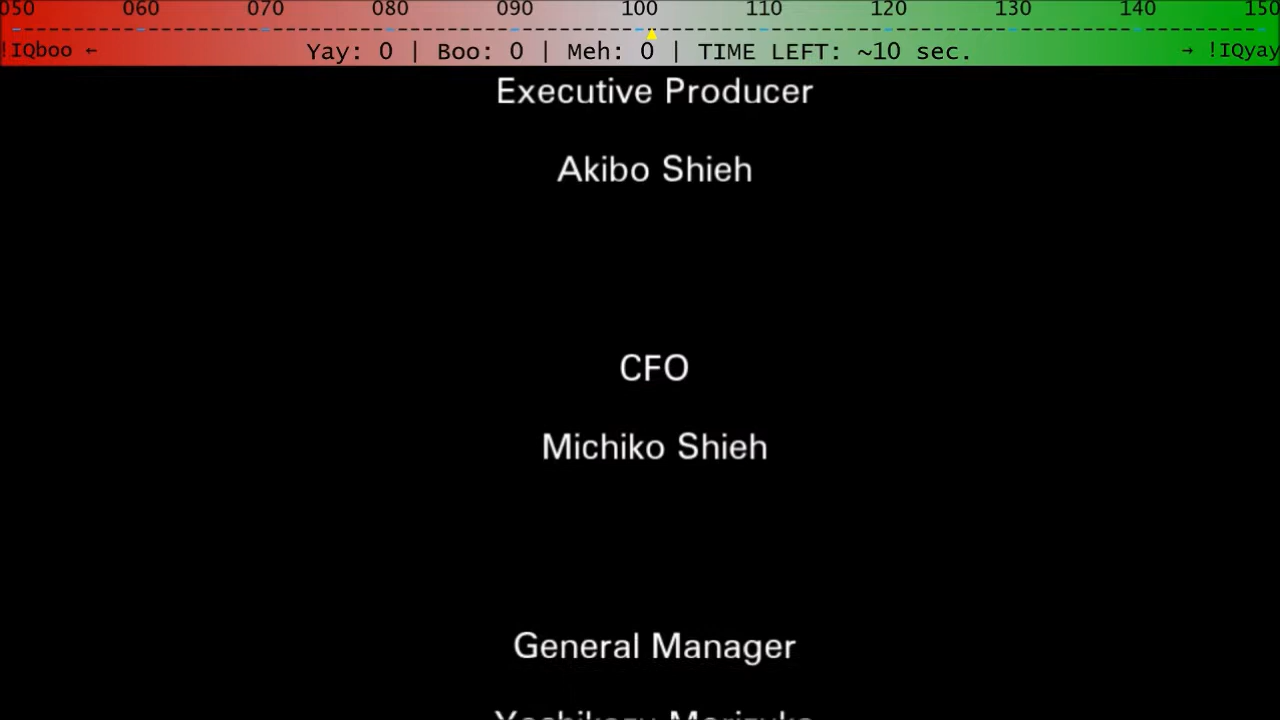 050 060 070 080 090 100 110 120 130 140 150
!IQboo ← Yay: 0 | Boo: 0 | Meh: 0 | TIME LEFT: ~10 sec. → !IQyay
Executive Producer
Akibo Shieh
CFO
Michiko Shieh
General Manager